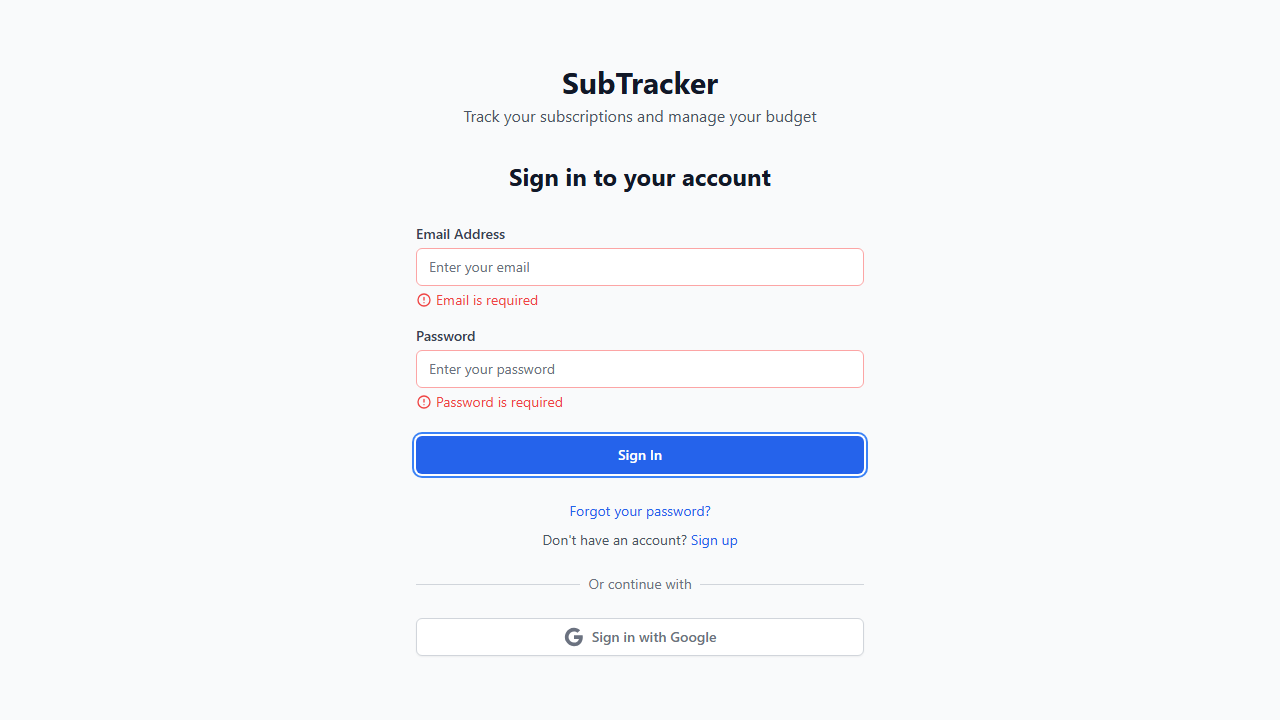 SubTracker
Track your subscriptions and manage your budget
Sign in to your account
Email Address
Enter your email
Email is required
Password
Enter your password
Password is required
Sign In
Forgot your password?
Don't have an account? Sign up
Or continue with
Sign in with Google